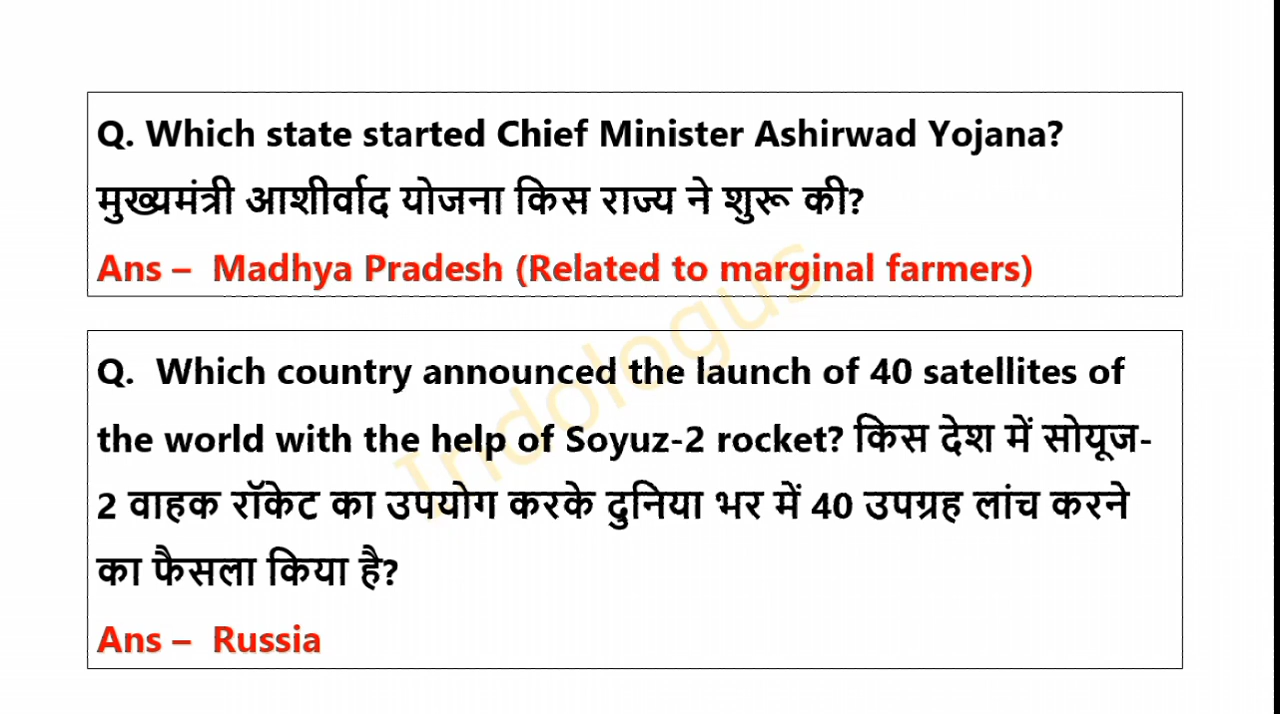 Q. Which state started Chief Minister Ashirwad Yojana?
मुख्यमंत्री आशीर्वाद योजना किस राज्य ने शुरू की?
Ans – Madhya Pradesh (Related to marginal farmers)
Q. Which country announced the launch of 40 satellites of
the world with the help of Soyuz-2 rocket? किस देश में सोयूज-
2 वाहक रॉकेट का उपयोग करके दुनिया भर में 40 उपग्रह लांच करने
का फैसला किया है?
Ans – Russia
Indologus